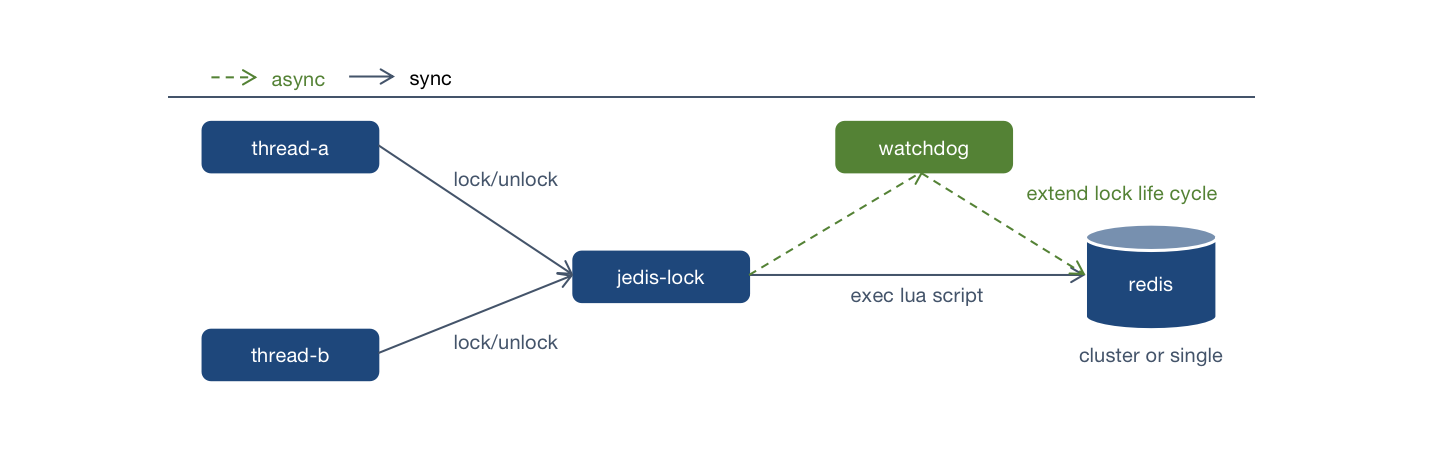 async
sync
thread-a
watchdog
lock/unlock
extend lock life cycle
jedis-lock
redis
exec lua script
lock/unlock
thread-b
cluster or single